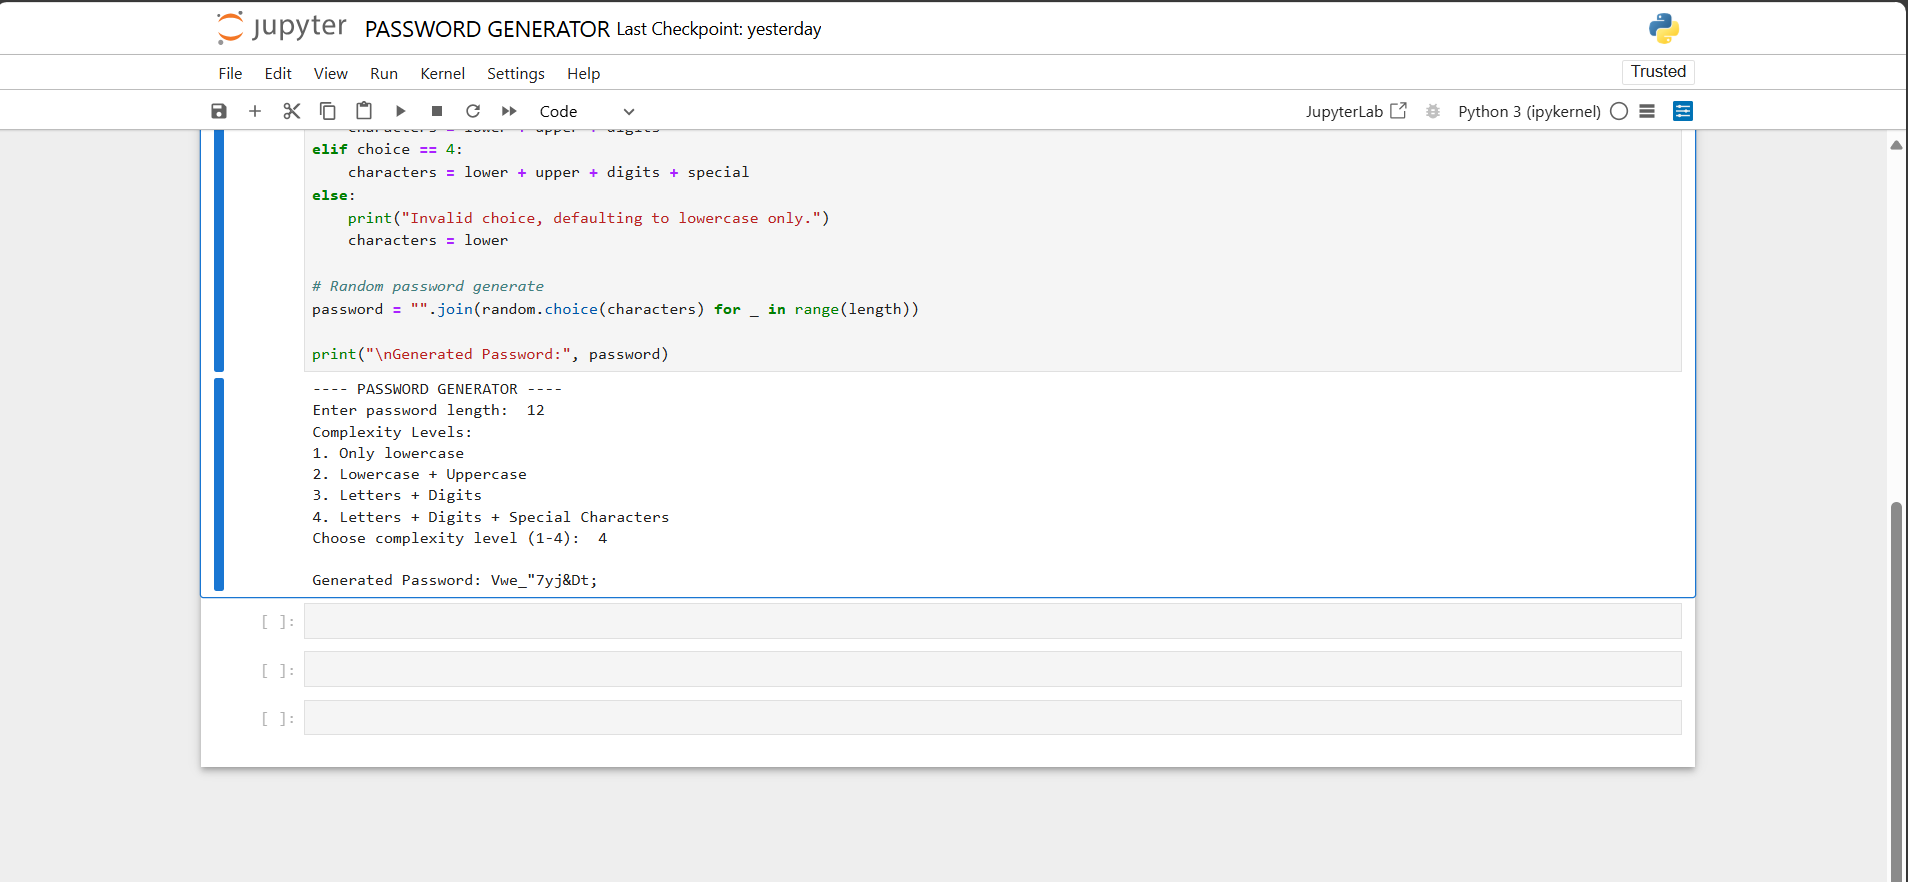 jupyter PASSWORD GENERATOR Last Checkpoint: yesterday
File Edit View Run Kernel Settings Help
Trusted
Code
JupyterLab
Python 3 (ipykernel)
characters = lower + upper + digits
elif choice == 4:
    characters = lower + upper + digits + special
else:
    print("Invalid choice, defaulting to lowercase only.")
    characters = lower
# Random password generate
password = "".join(random.choice(characters) for _ in range(length))
print("\nGenerated Password:", password)
---- PASSWORD GENERATOR ----
Enter password length:  12
Complexity Levels:
1. Only lowercase
2. Lowercase + Uppercase
3. Letters + Digits
4. Letters + Digits + Special Characters
Choose complexity level (1-4):  4
Generated Password: Vwe_"7yj&Dt;
[ ]:
[ ]:
[ ]: